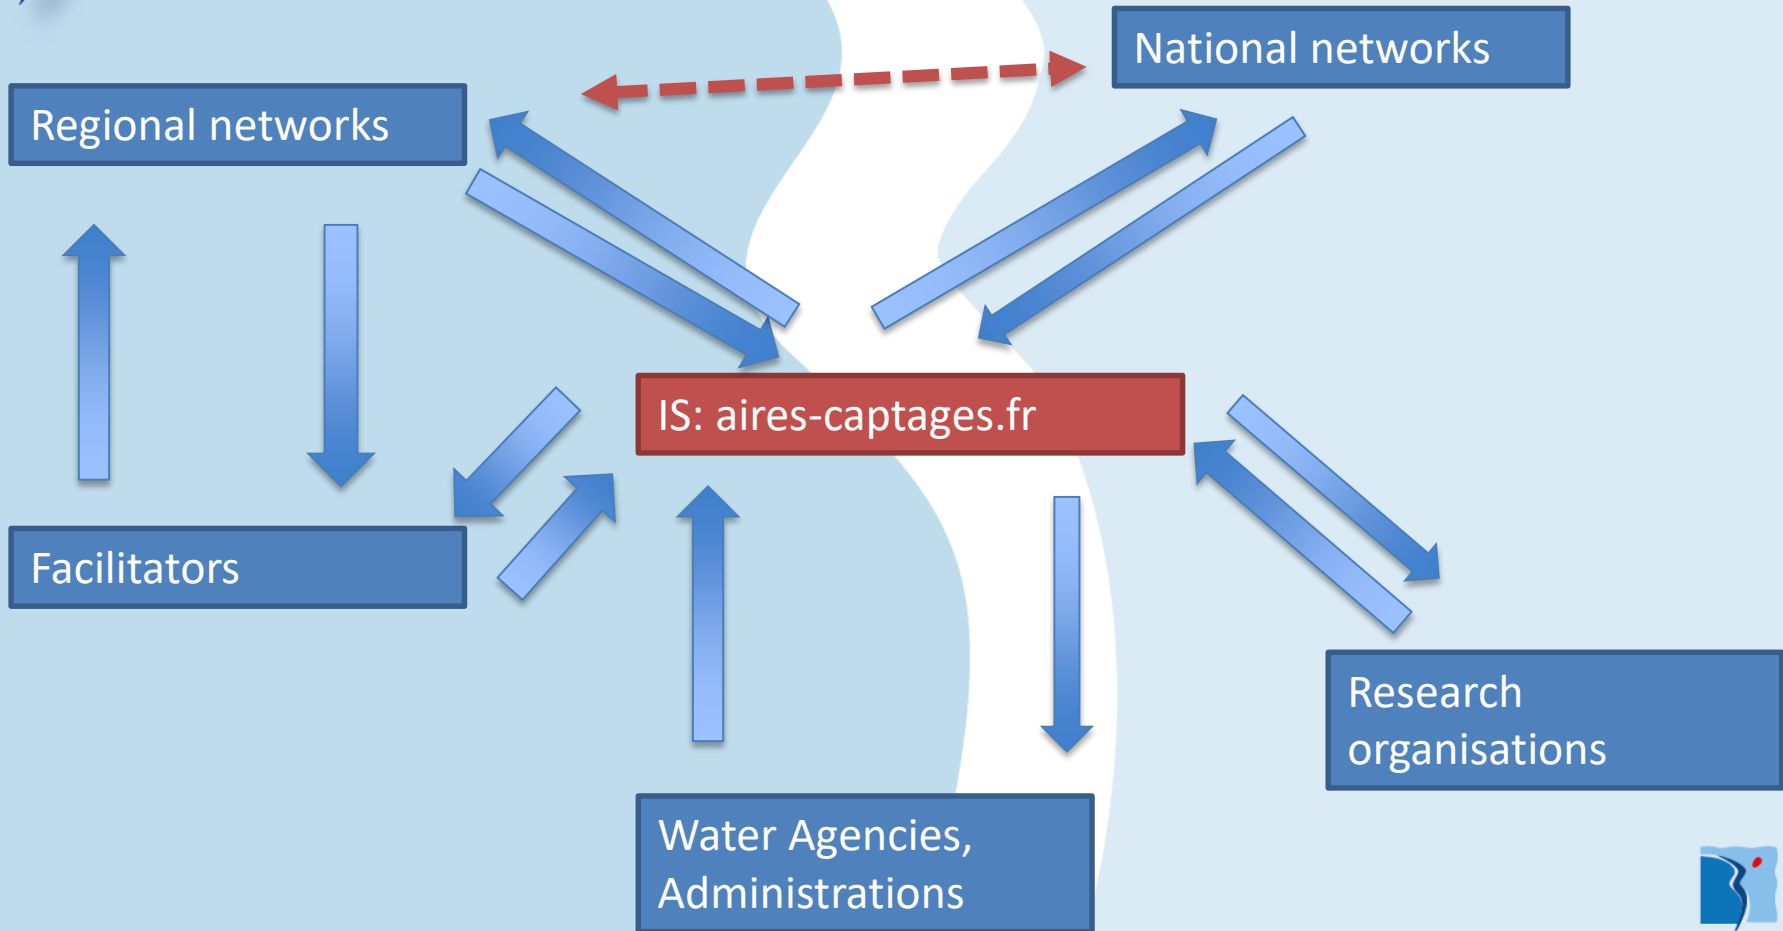 National networks
Regional networks
IS: aires-captages.fr
Facilitators
Research
organisations
Water Agencies,
Administrations